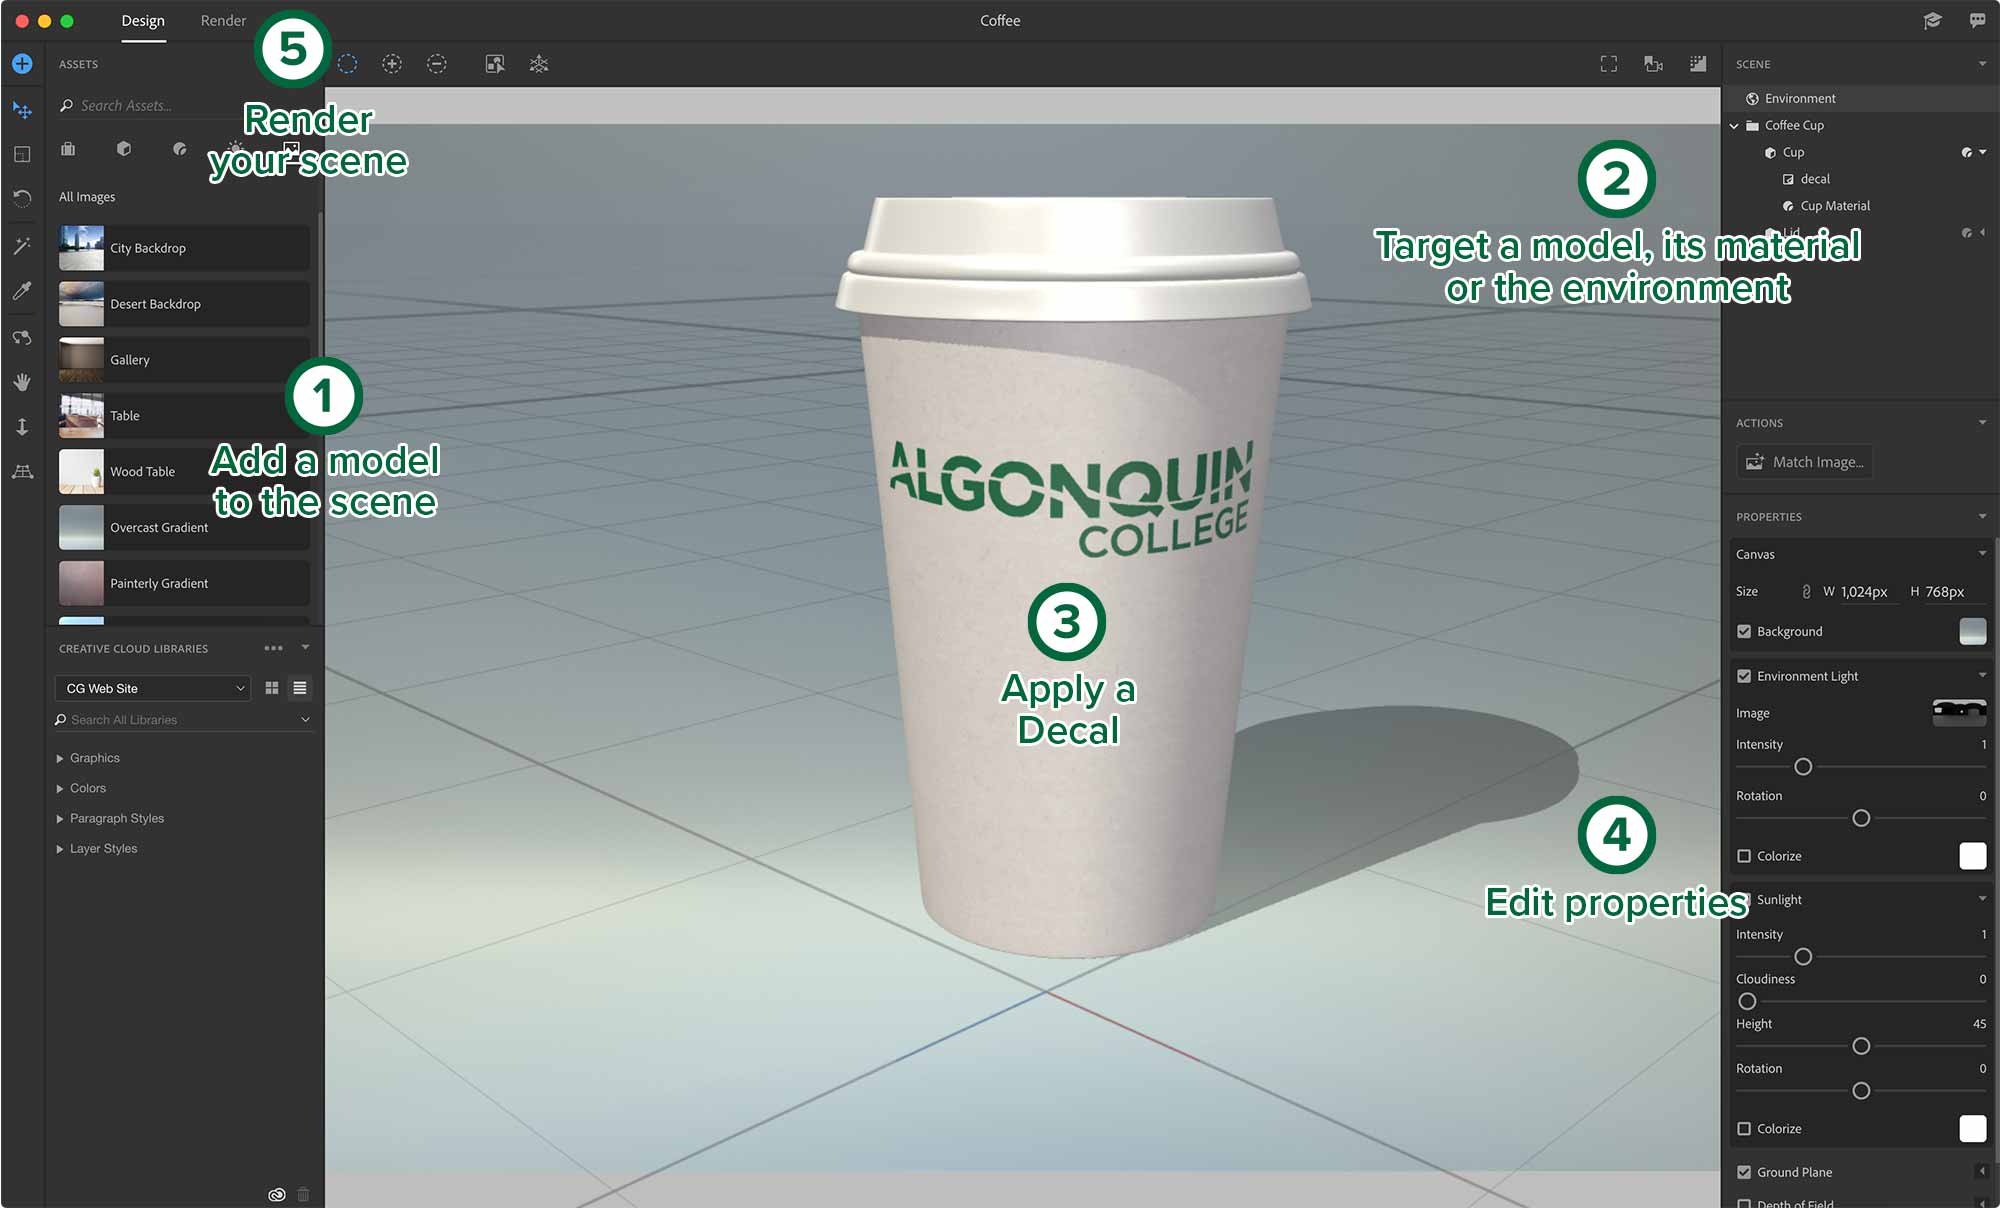 Design
Render
Coffee
5
Render
your scene
ASSETS
Search Assets...
All Images
City Backdrop
Desert Backdrop
Gallery
Table
Wood Table
Overcast Gradient
Painterly Gradient
1
Add a model
to the scene
CREATIVE CLOUD LIBRARIES
CG Web Site
Search All Libraries
Graphics
Colors
Paragraph Styles
Layer Styles
ALGONQUIN
COLLEGE
3
Apply a
Decal
2
Target a model, its material
or the environment
4
Edit properties
SCENE
Environment
Coffee Cup
Cup
decal
Cup Material
Lid
ACTIONS
Match Image...
PROPERTIES
Canvas
Size W 1,024px H 768px
Background
Environment Light
Image
Intensity 1
Rotation 0
Colorize
Sunlight
Intensity 1
Cloudiness 0
Height 45
Rotation 0
Colorize
Ground Plane
Depth of Field